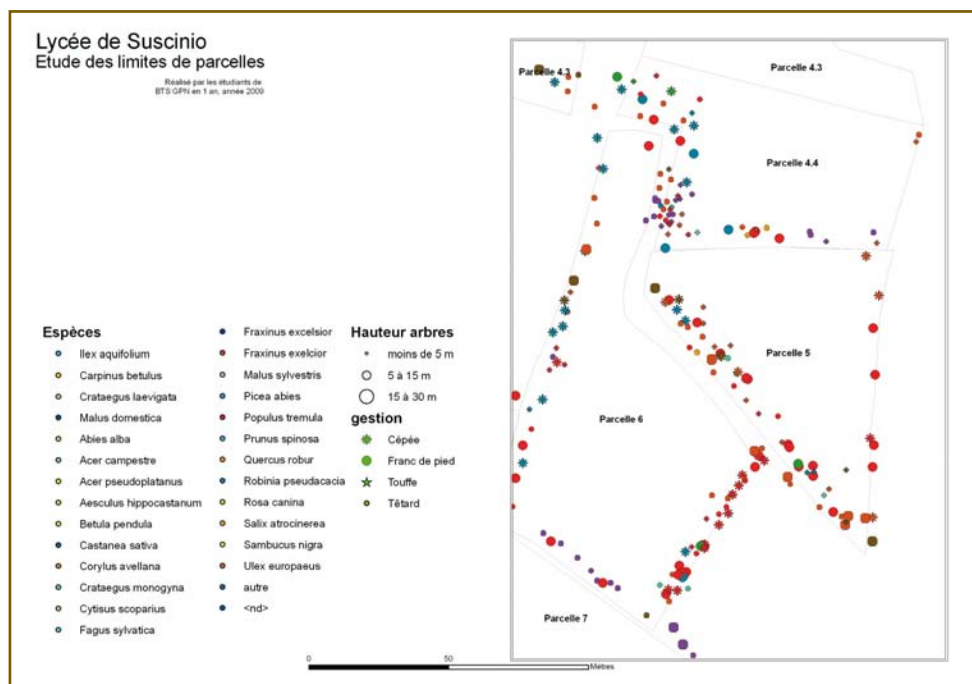 Lycée de Suscinio
Etude des limites de parcelles
Réalisé par les étudiants de
BTS GPN en 1 an, année 2009
Parcelle 4.3
Parcelle 4.3
Parcelle 4.4
Parcelle 5
Parcelle 6
Parcelle 7
Espèces
Ilex aquifolium
Carpinus betulus
Crataegus laevigata
Malus domestica
Abies alba
Acer campestre
Acer pseudoplatanus
Aesculus hippocastanum
Betula pendula
Castanea sativa
Corylus avellana
Crataegus monogyna
Cytisus scoparius
Fagus sylvatica
Fraxinus excelsior
Fraxinus exelcior
Malus sylvestris
Picea abies
Populus tremula
Prunus spinosa
Quercus robur
Robinia pseudacacia
Rosa canina
Salix atrocinerea
Sambucus nigra
Ulex europaeus
autre
<nd>
Hauteur arbres
moins de 5 m
5 à 15 m
15 à 30 m
gestion
Cépée
Franc de pied
Touffe
Têtard
0
50
Mètres